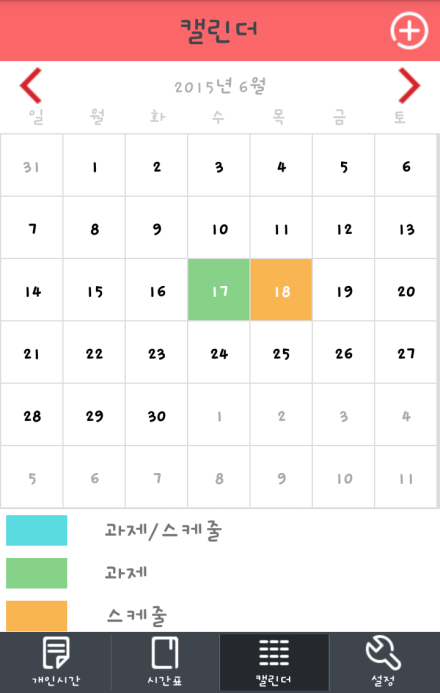 캘린더
2015년 6월
일 월 화 수 목 금 토
31 1 2 3 4 5 6
7 8 9 10 11 12 13
14 15 16 17 18 19 20
21 22 23 24 25 26 27
28 29 30 1 2 3 4
5 6 7 8 9 10 11
과제/스케줄
과제
스케줄
개인시간 시간표 캘린더 설정